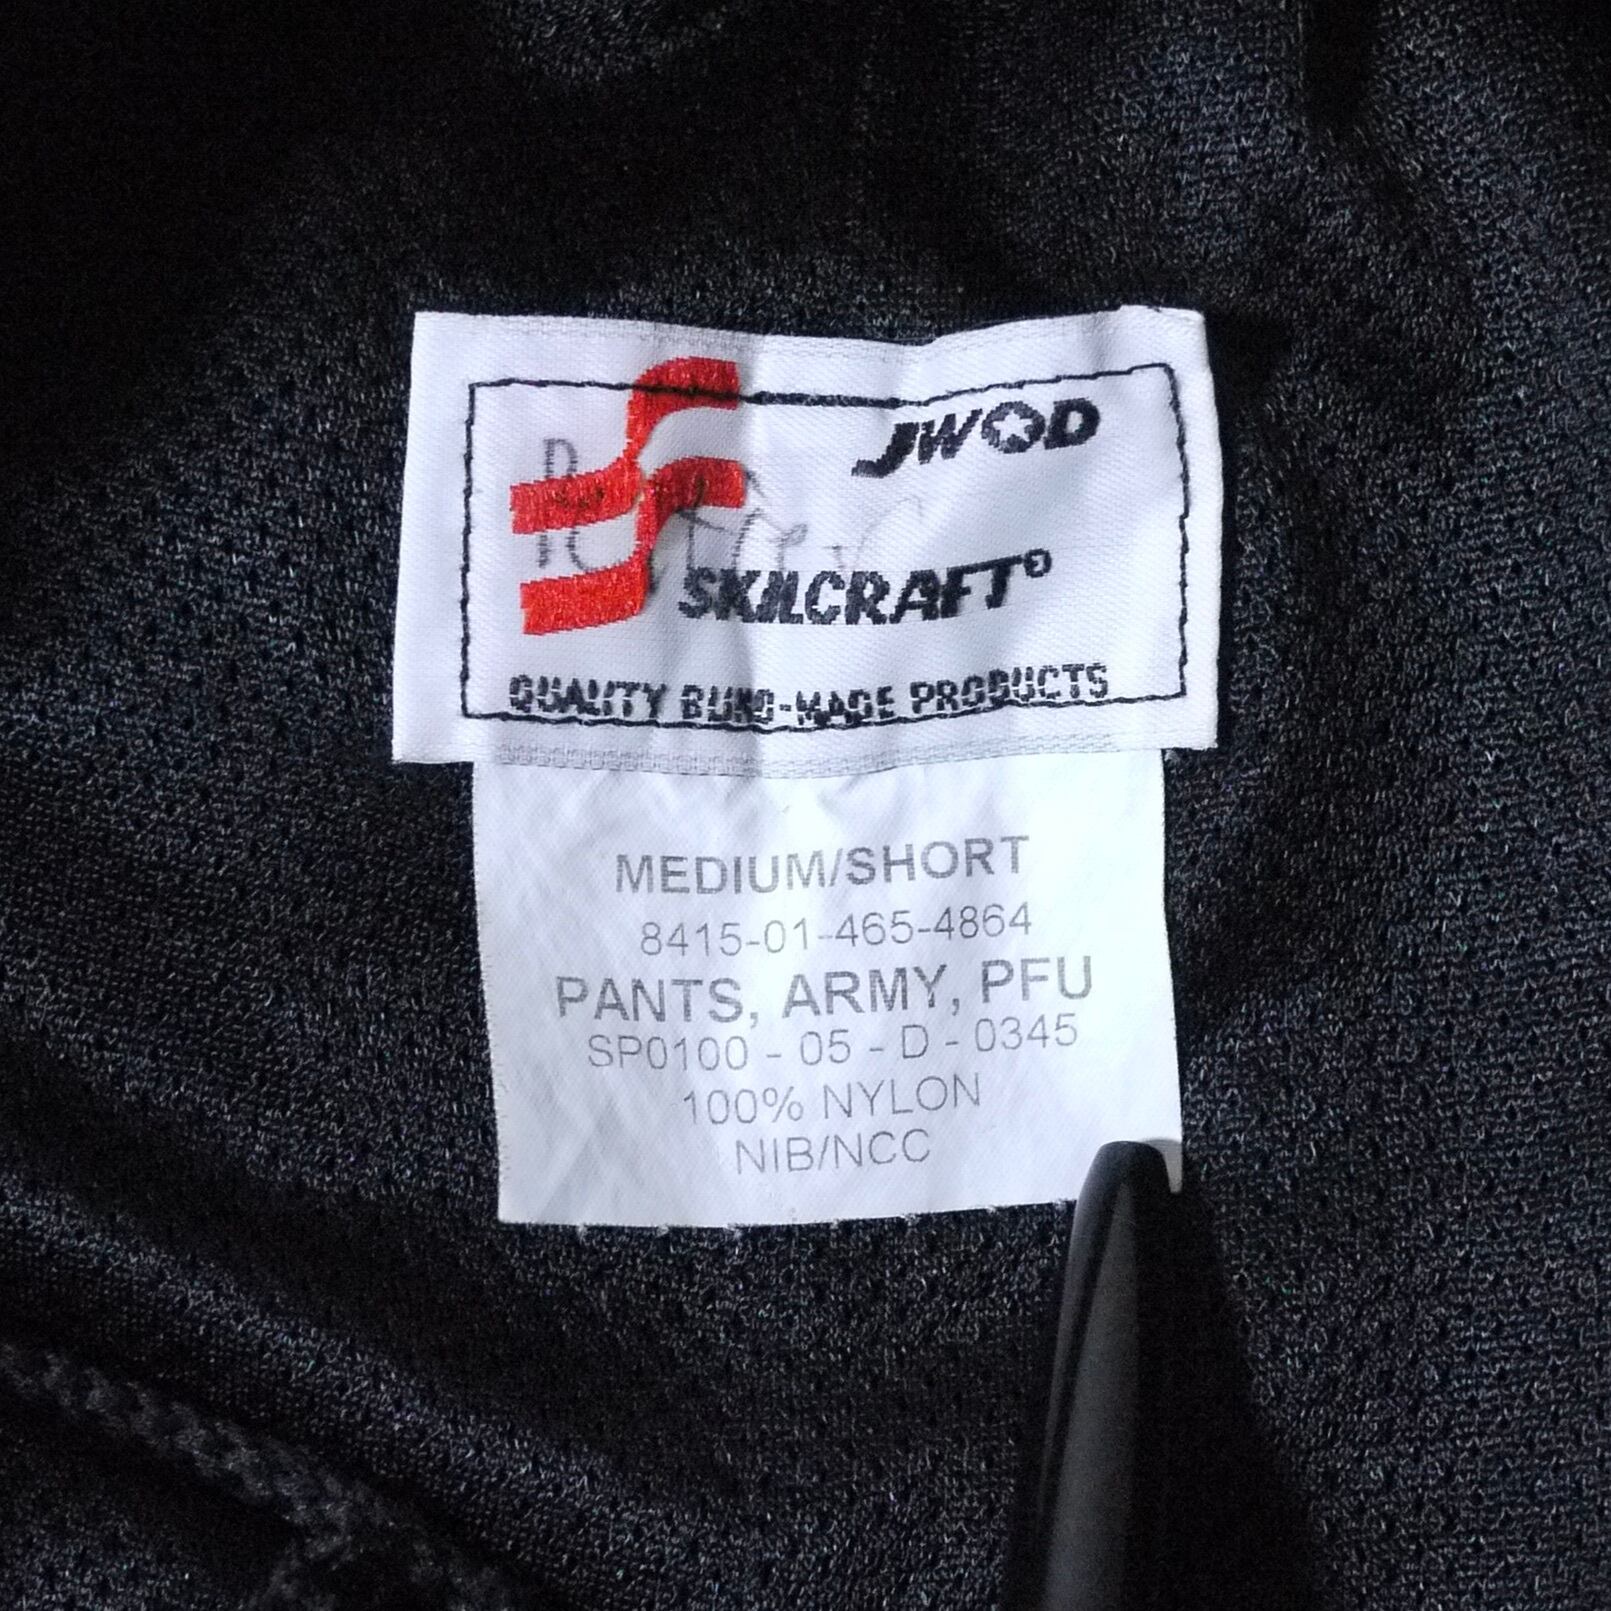 JWOD
SKILCRAFT®
QUALITY BLIND-MADE PRODUCTS
MEDIUM/SHORT
8415-01-465-4864
PANTS, ARMY, PFU
SP0100 - 05 - D - 0345
100% NYLON
NIB/NCC